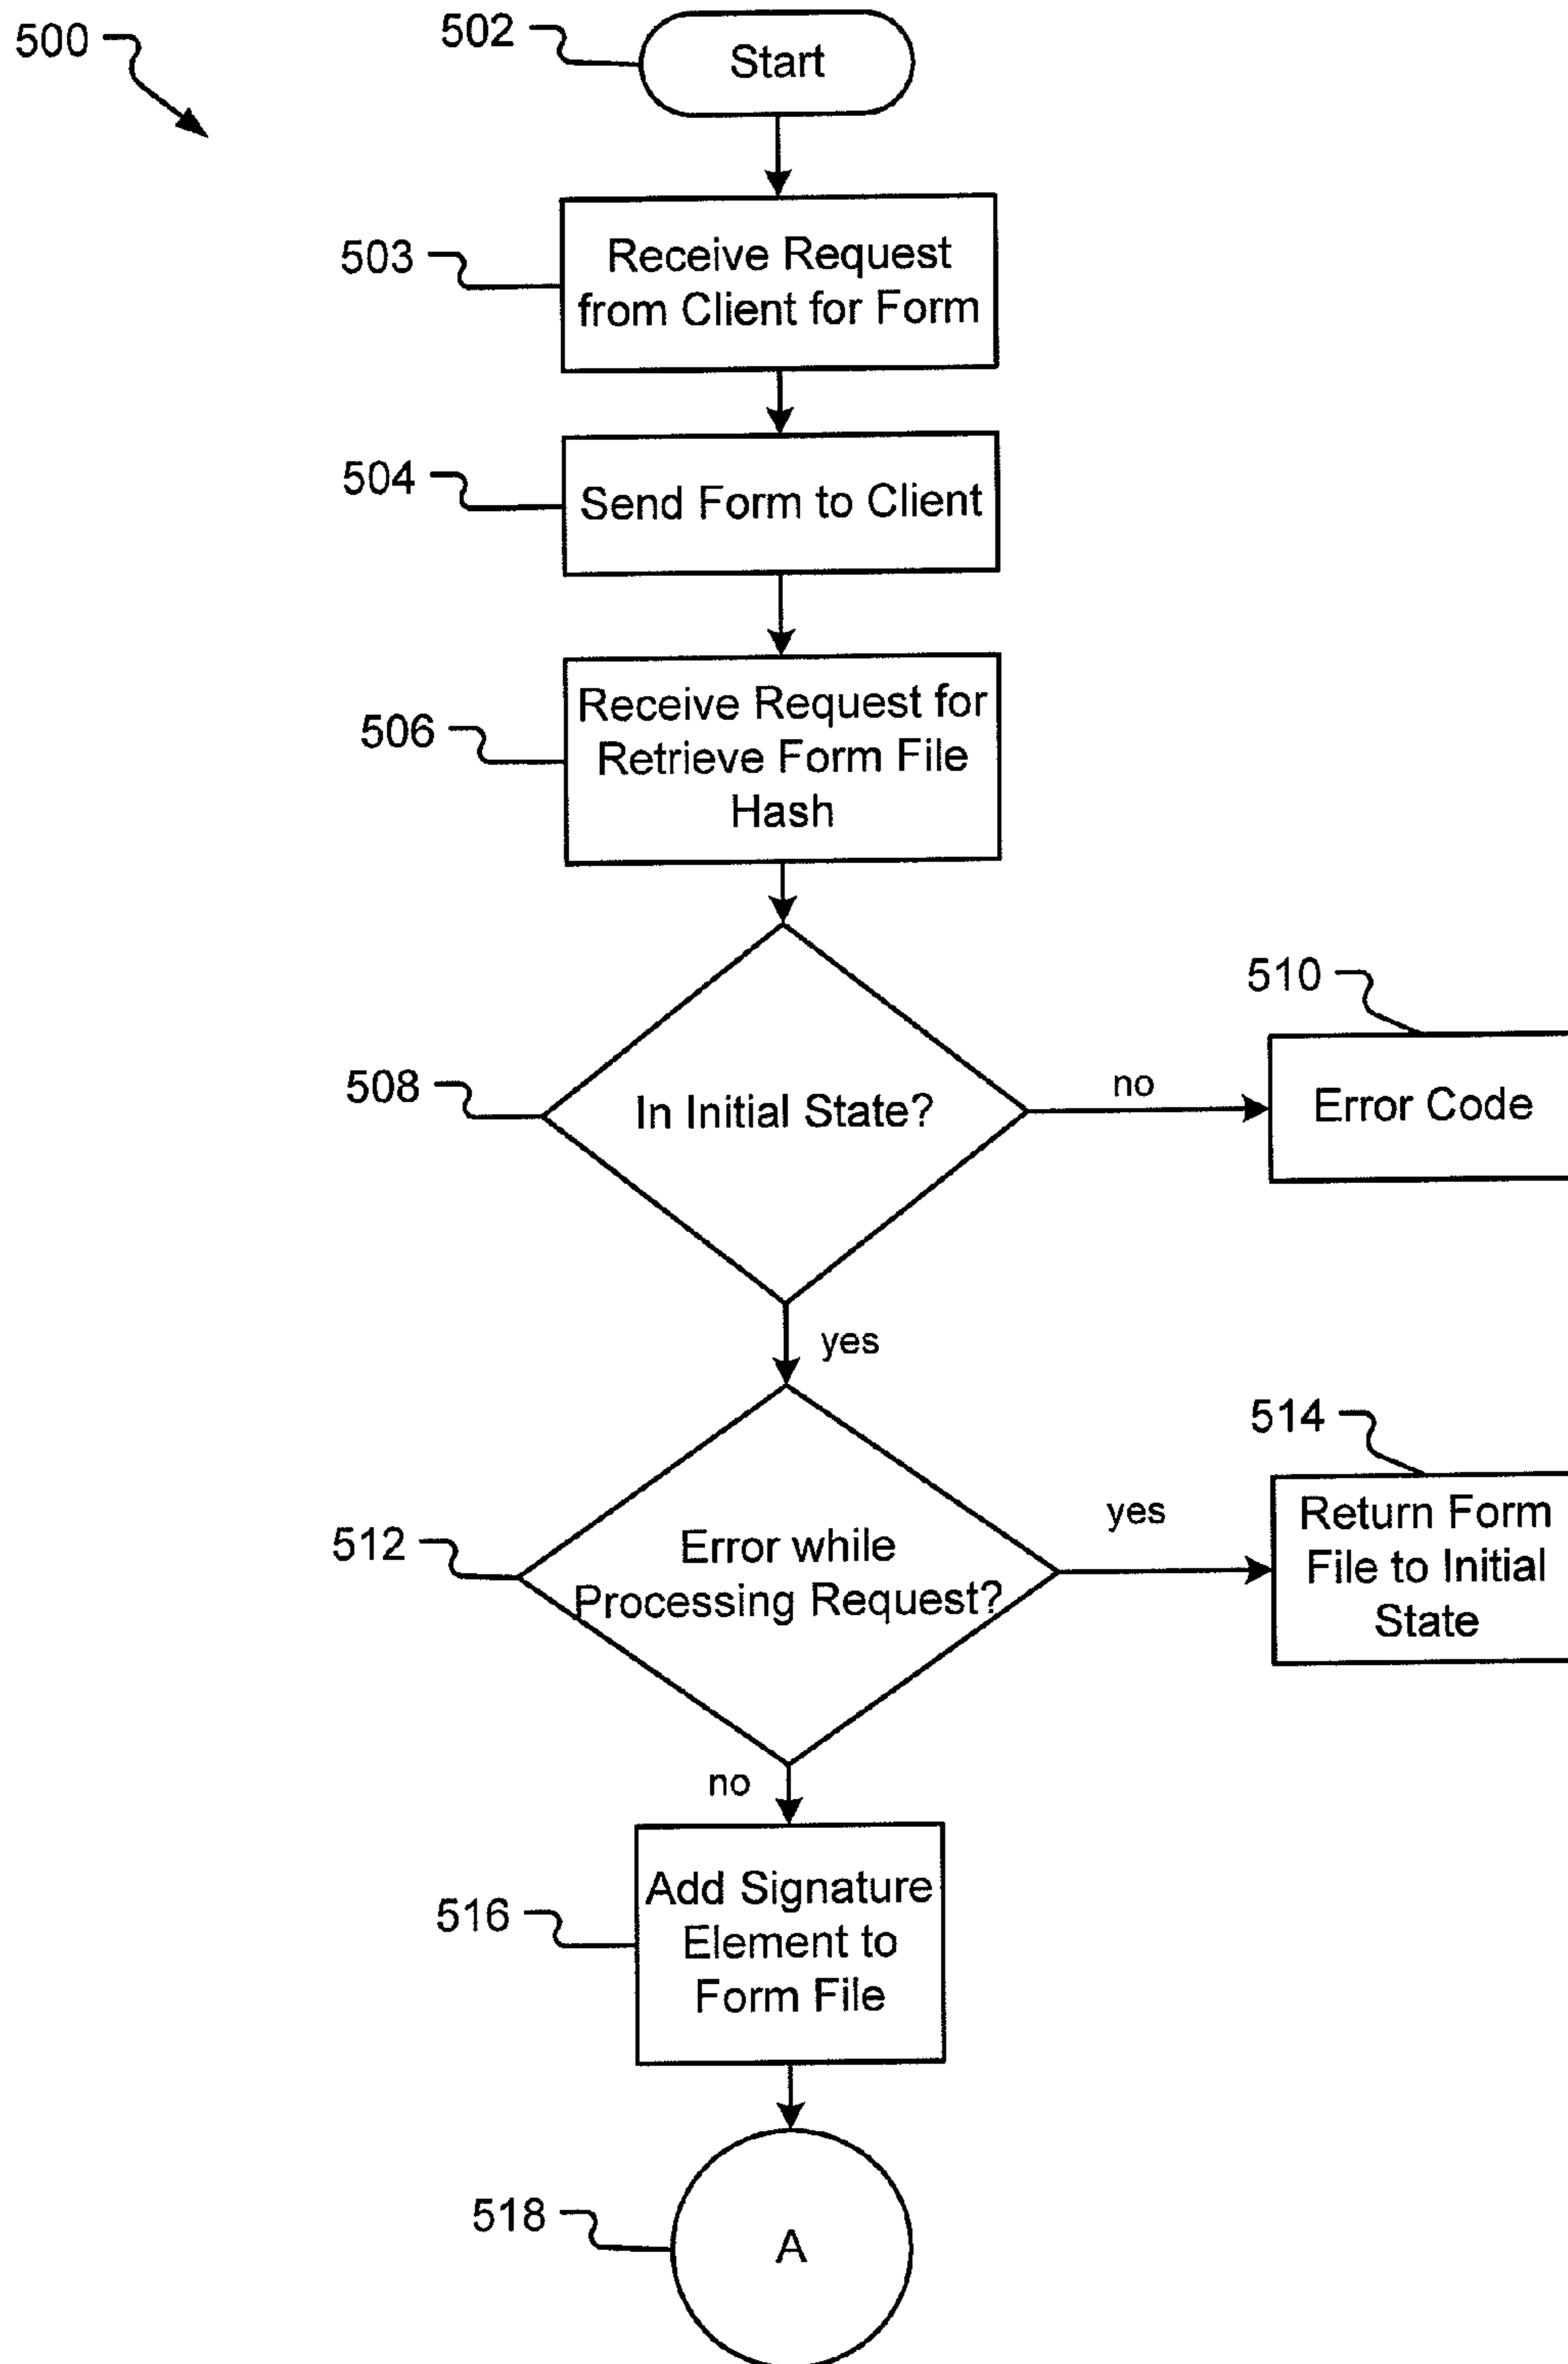 500
502
Start
503
Receive Request
from Client for Form
504
Send Form to Client
506
Receive Request for
Retrieve Form File
Hash
508
In Initial State?
no
510
Error Code
yes
512
Error while
Processing Request?
yes
514
Return Form
File to Initial
State
no
516
Add Signature
Element to
Form File
518
A